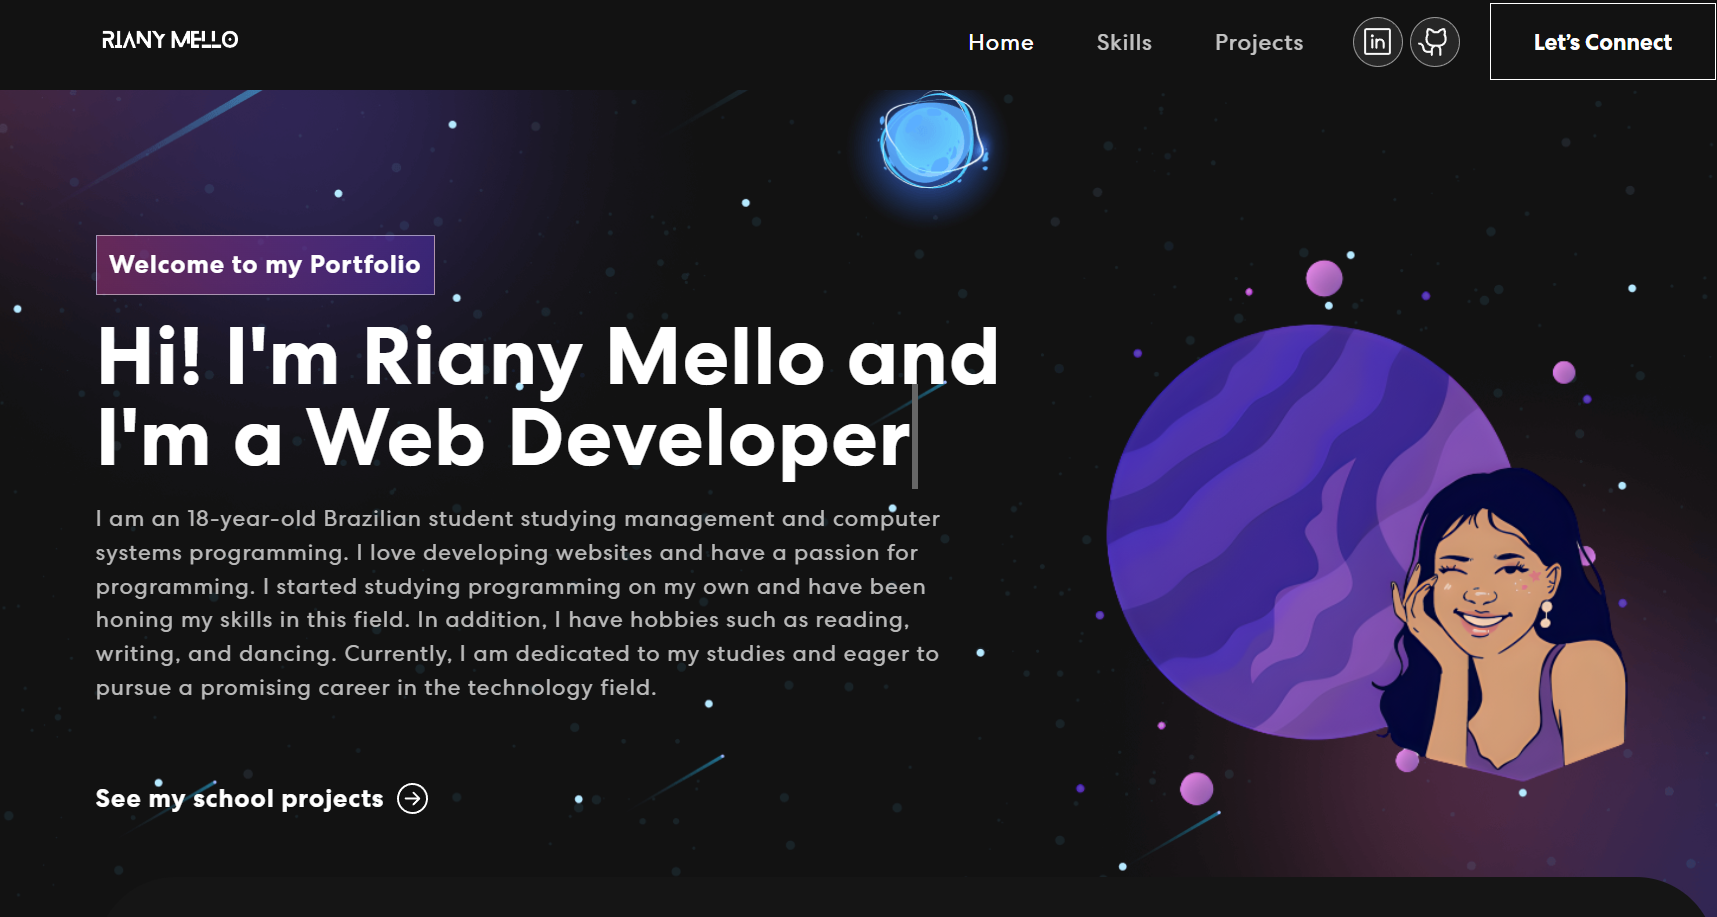 RIANY MELLO
Home
Skills
Projects
in
Let's Connect
Welcome to my Portfolio
Hi! I'm Riany Mello and
I'm a Web Developer
I am an 18-year-old Brazilian student studying management and computer
systems programming. I love developing websites and have a passion for
programming. I started studying programming on my own and have been
honing my skills in this field. In addition, I have hobbies such as reading,
writing, and dancing. Currently, I am dedicated to my studies and eager to
pursue a promising career in the technology field.
See my school projects